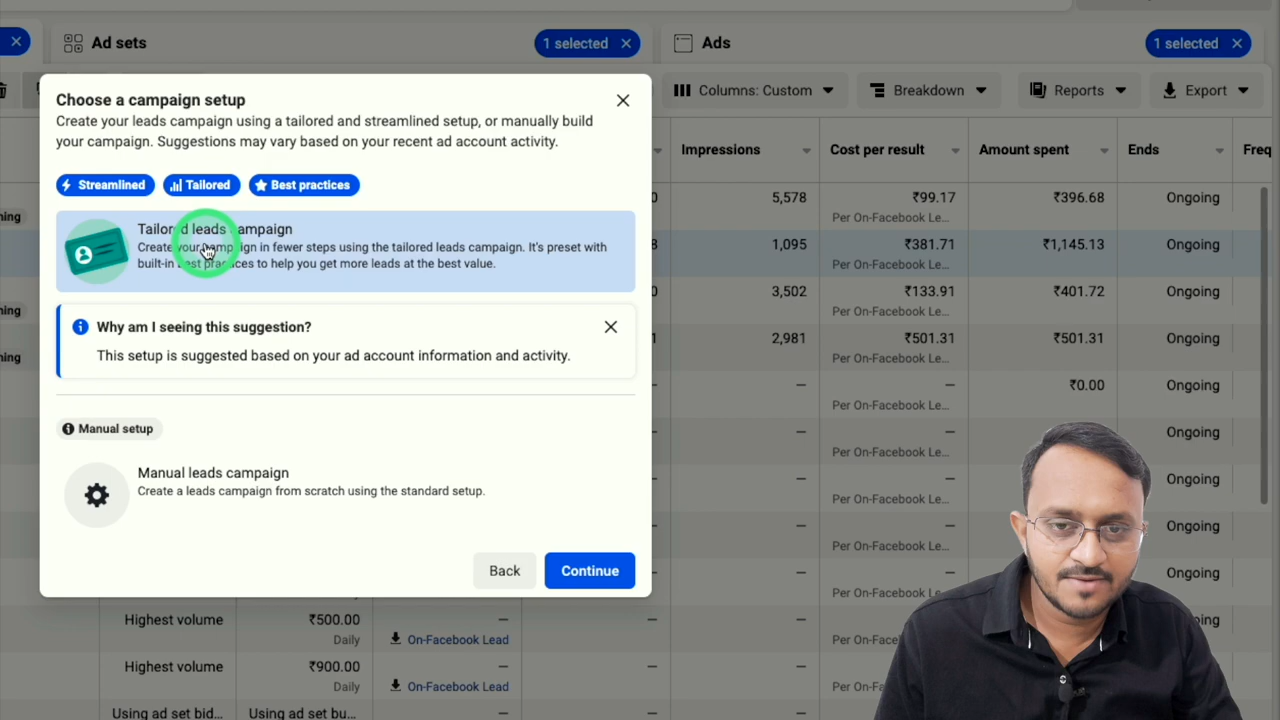 Ad sets
1 selected
Ads
1 selected
Columns: Custom
Breakdown
Reports
Export
Impressions
Cost per result
Amount spent
Ends
Freq
Choose a campaign setup
Create your leads campaign using a tailored and streamlined setup, or manually build
your campaign. Suggestions may vary based on your recent ad account activity.
Streamlined
Tailored
Best practices
Tailored leads campaign
Create your campaign in fewer steps using the tailored leads campaign. It's preset with
built-in best practices to help you get more leads at the best value.
Why am I seeing this suggestion?
This setup is suggested based on your ad account information and activity.
Manual setup
Manual leads campaign
Create a leads campaign from scratch using the standard setup.
Back
Continue
ning
0
5,578
₹99.17
Per On-Facebook Le...
₹396.68
Ongoing
8
1,095
₹381.71
Per On-Facebook Le...
₹1,145.13
Ongoing
ning
0
3,502
₹133.91
Per On-Facebook Le...
₹401.72
Ongoing
ning
1
2,981
₹501.31
Per On-Facebook Le...
₹501.31
Ongoing
—
—
Per On-Facebook Le...
₹0.00
Ongoing
—
—
Per On-Facebook Le...
Ongoing
—
—
Per On-Facebook Le...
Ongoing
—
—
Per On-Facebook Le...
Ongoing
—
—
Per On-Facebook Le...
Ongoing
Highest volume
₹500.00
Daily
—
On-Facebook Lead
—
—
—
Per On-Facebook Le...
Highest volume
₹900.00
Daily
—
On-Facebook Lead
—
—
—
Per On-
Using ad set bid...
Using ad set bu...
—
—
—